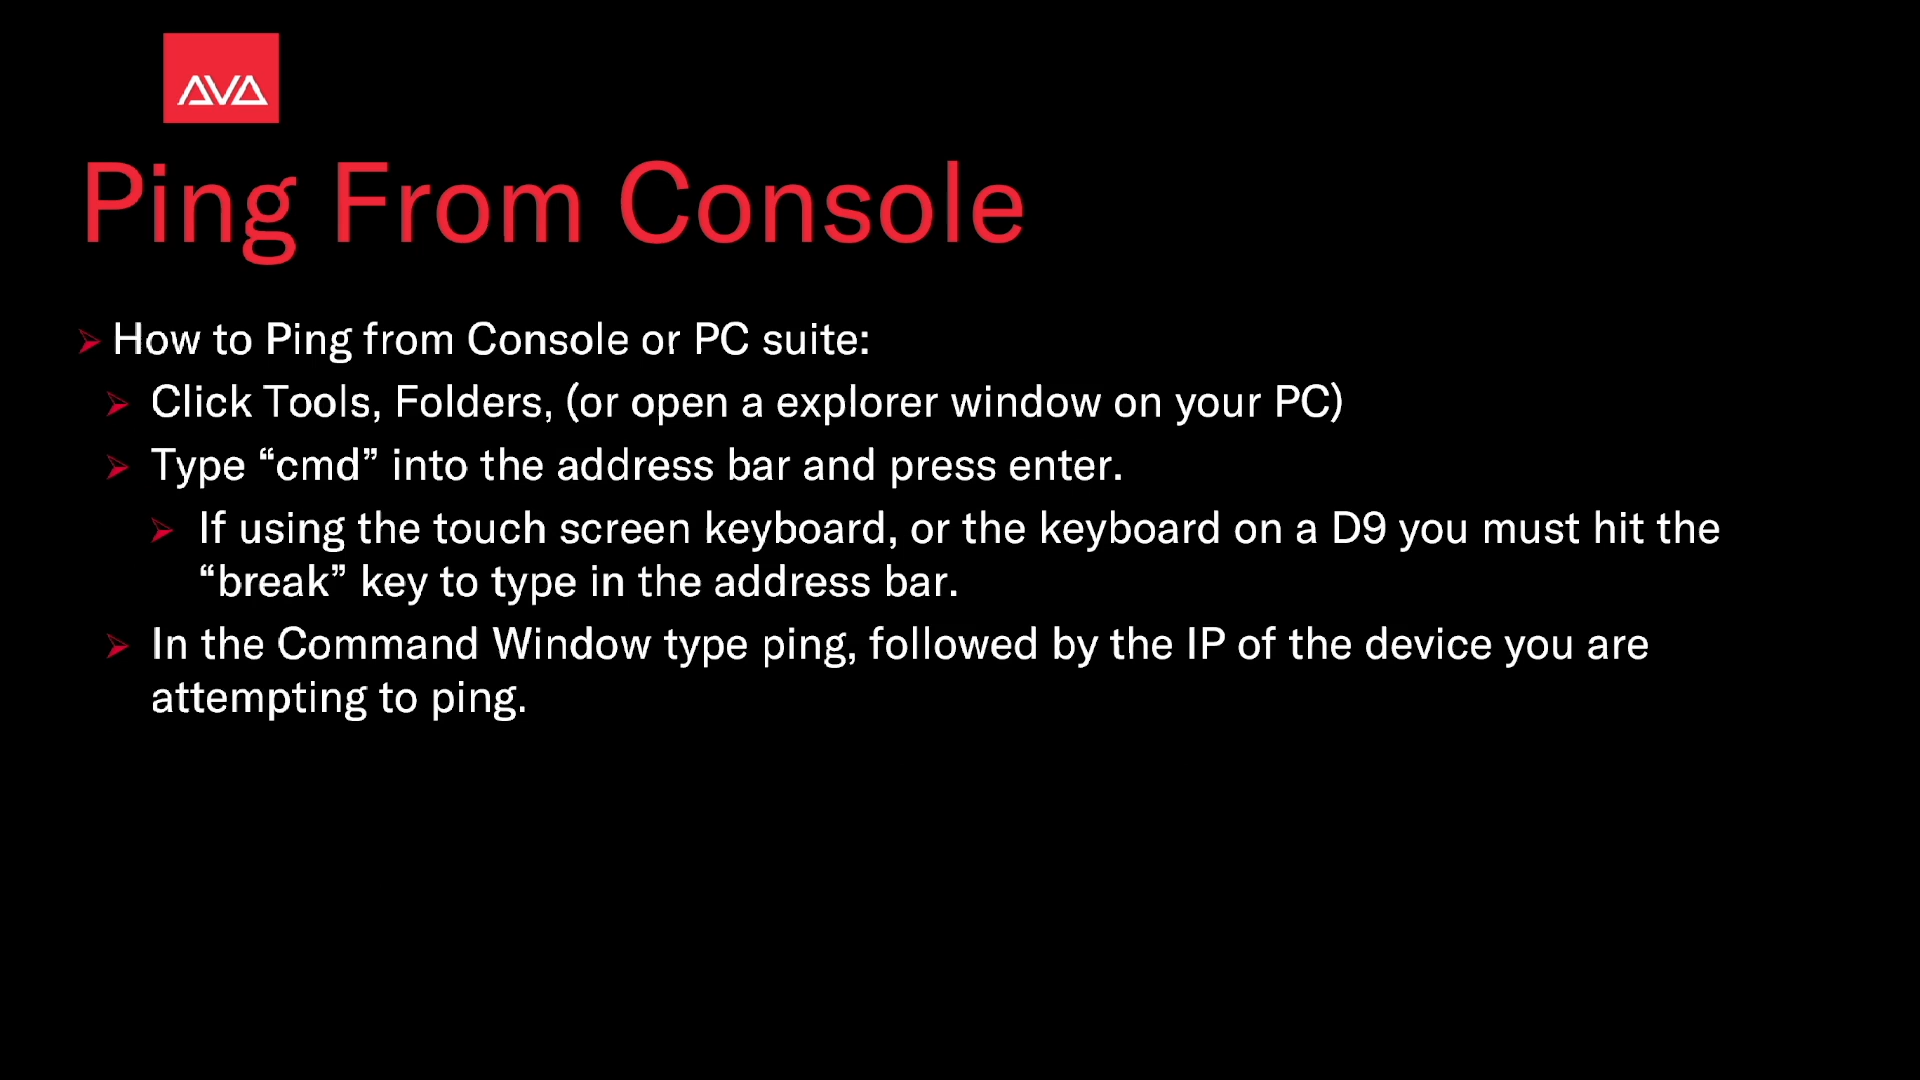 AVA
Ping From Console
How to Ping from Console or PC suite:
Click Tools, Folders, (or open a explorer window on your PC)
Type “cmd” into the address bar and press enter.
If using the touch screen keyboard, or the keyboard on a D9 you must hit the
“break” key to type in the address bar.
In the Command Window type ping, followed by the IP of the device you are
attempting to ping.